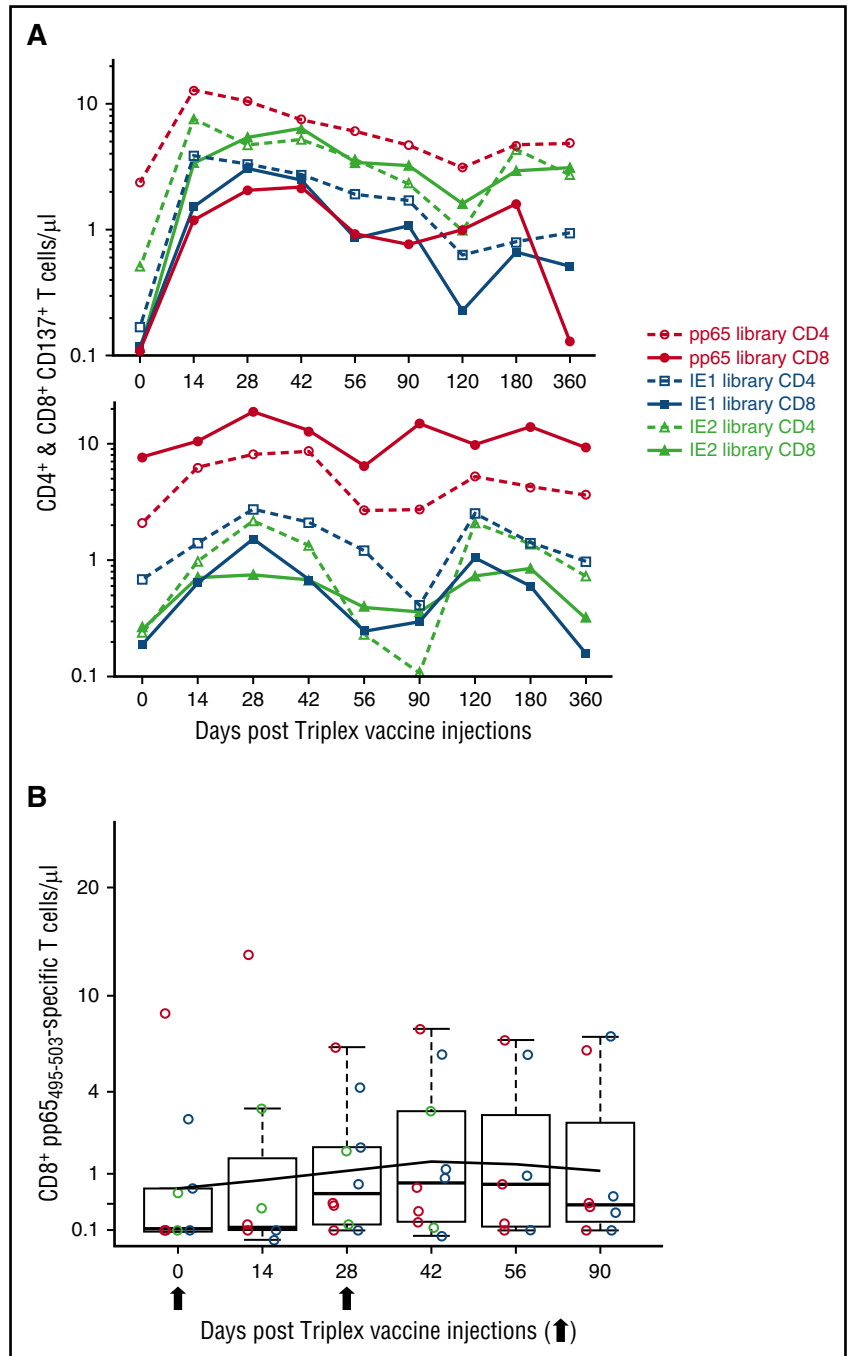 A
CD4+ & CD8+ CD137+ T cells/μl
10
1
0.1
0 14 28 42 56 90 120 180 360
pp65 library CD4
pp65 library CD8
IE1 library CD4
IE1 library CD8
IE2 library CD4
IE2 library CD8
10
1
0.1
0 14 28 42 56 90 120 180 360
Days post Triplex vaccine injections
B
CD8+ pp65495-503-specific T cells/μl
20
10
4
1
0.1
0 14 28 42 56 90
Days post Triplex vaccine injections (⬆)